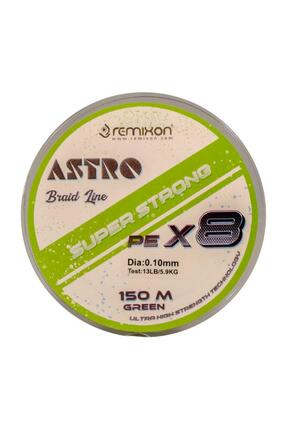 remixon
www.remixon.com
ASTRO
Braid Line
SUPER STRONG
PE X8
Dia:0.10mm
Test:13LB/5.9KG
150 M
GREEN
ULTRA HIGH STRENGTH TECHNOLOGY